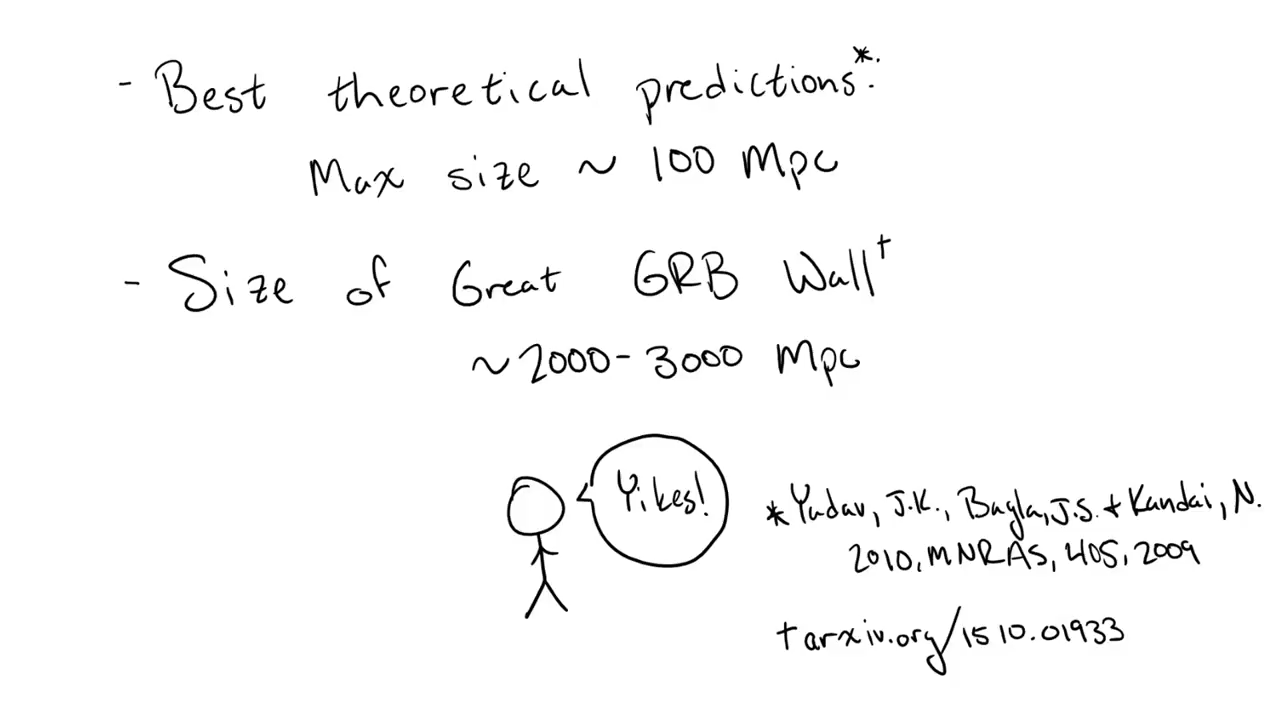 - Best theoretical predictions*:
Max size ~ 100 Mpc
- Size of Great GRB Wall†
~2000-3000 Mpc
Yikes!
*Yadav, J.K., Bagla, J.S. + Kandai, N.
2010, MNRAS, 405, 2009
† arxiv.org/1510.01933